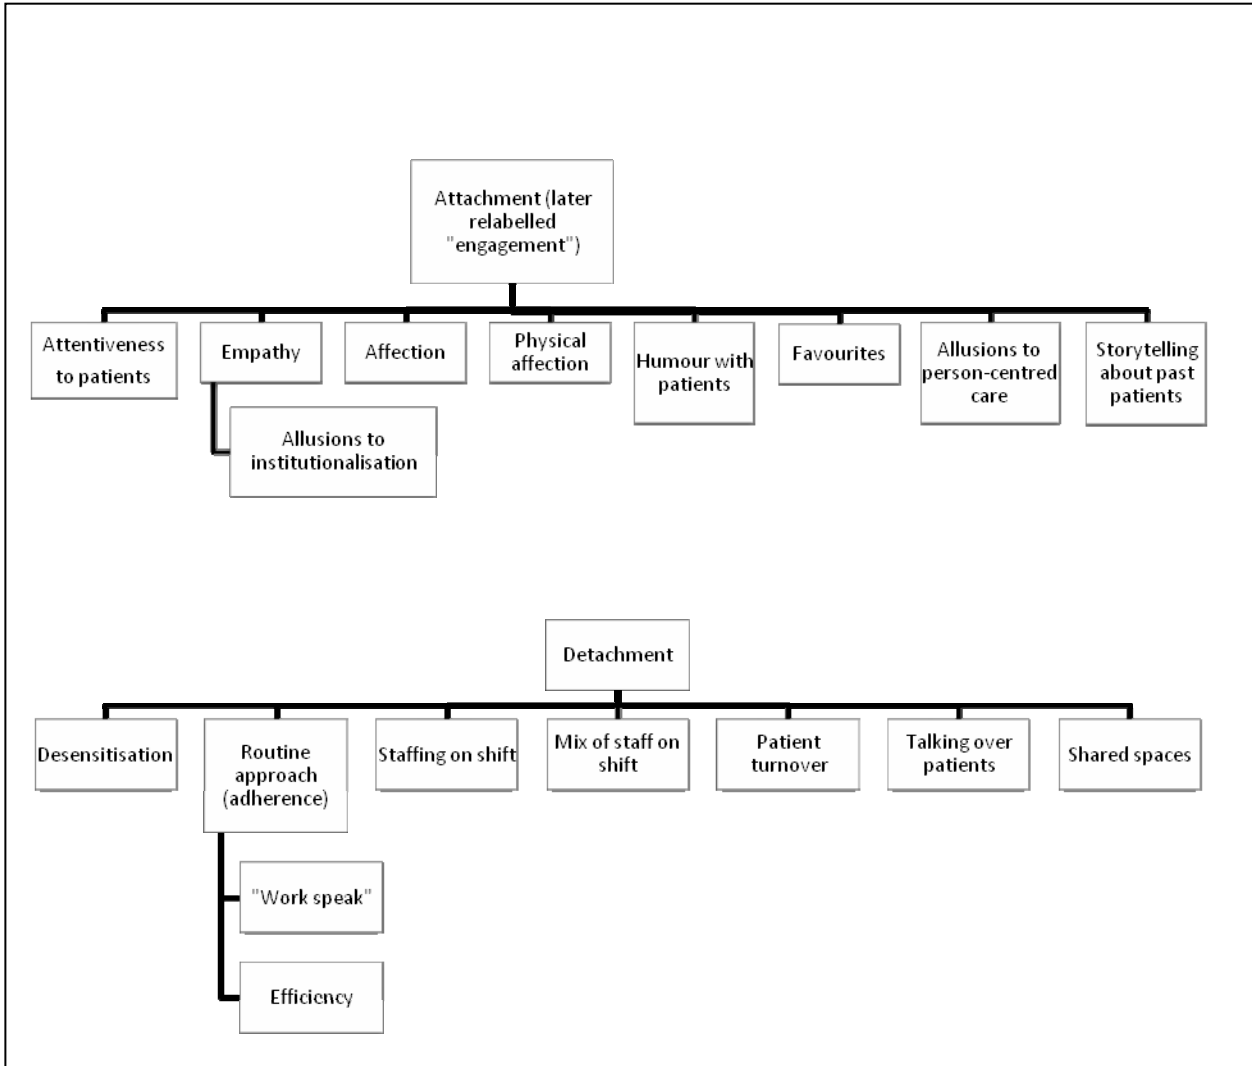 Attachment (later
relabelled
"engagement")
Attentiveness
to patients
Empathy
Affection
Physical
affection
Humour with
patients
Favourites
Allusions to
person-centred
care
Storytelling
about past
patients
Allusions to
institutionalisation
Detachment
Desensitisation
Routine
approach
(adherence)
Staffing on shift
Mix of staff on
shift
Patient
turnover
Talking over
patients
Shared spaces
"Work speak"
Efficiency